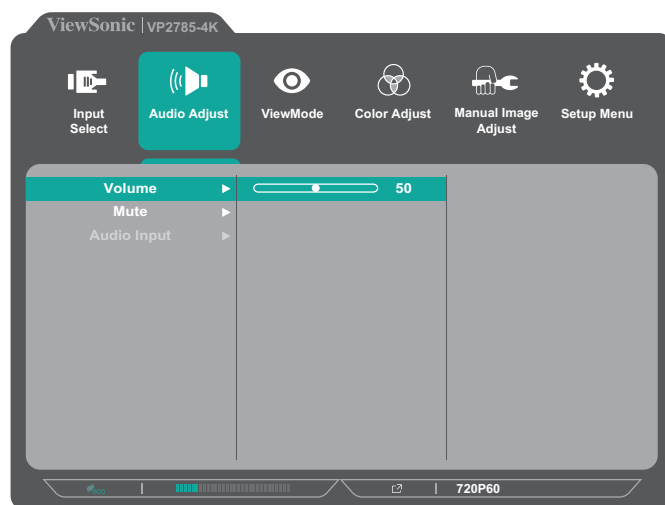 ViewSonic | VP2785-4K
Input Select
Audio Adjust
ViewMode
Color Adjust
Manual Image Adjust
Setup Menu
Volume 50
Mute
Audio Input
eco | | 720P60